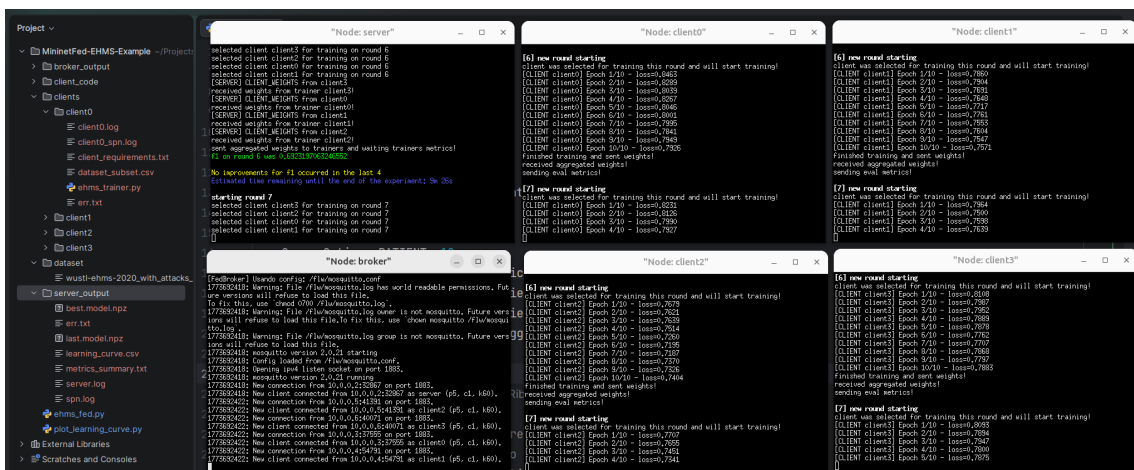 Project
MininetFed-EHMS-Example ~/Projects
broker_output
client_code
clients
client0
client0.log
client0_spn.log
client_requirements.txt
dataset_subset.csv
ehms_trainer.py
err.txt
client1
client2
client3
dataset
wustl-ehms-2020_with_attacks_
server_output
best.model.npz
err.txt
last.model.npz
learning_curve.csv
metrics_summary.txt
server.log
spn.log
ehms_fed.py
plot_learning_curve.py
External Libraries
Scratches and Consoles
"Node: server"
selected client client3 for training on round 6
selected client client2 for training on round 6
selected client client0 for training on round 6
selected client client1 for training on round 6
[SERVER] CLIENT_WEIGHTS from client3
received weights from trainer client3!
[SERVER] CLIENT_WEIGHTS from client0
received weights from trainer client0!
[SERVER] CLIENT_WEIGHTS from client1
received weights from trainer client1!
[SERVER] CLIENT_WEIGHTS from client2
received weights from trainer client2!
sent aggregated weights to trainers and waiting trainers metrics!
f1 on round 6 was 0.6923197063246552
No improvements for f1 occurred in the last 4
Estimated time remaining until the end of the experiment: 9m 26s
starting round 7
selected client client3 for training on round 7
selected client client2 for training on round 7
selected client client0 for training on round 7
selected client client1 for training on round 7
"Node: client0"
[6] new round starting
client was selected for training this round and will start training!
[CLIENT client0] Epoch 1/10 - loss=0.8463
[CLIENT client0] Epoch 2/10 - loss=0.8289
[CLIENT client0] Epoch 3/10 - loss=0.8039
[CLIENT client0] Epoch 4/10 - loss=0.8267
[CLIENT client0] Epoch 5/10 - loss=0.8046
[CLIENT client0] Epoch 6/10 - loss=0.8001
[CLIENT client0] Epoch 7/10 - loss=0.7995
[CLIENT client0] Epoch 8/10 - loss=0.7841
[CLIENT client0] Epoch 9/10 - loss=0.7949
[CLIENT client0] Epoch 10/10 - loss=0.7926
finished training and sent weights!
received aggregated weights!
sending eval metrics!
[7] new round starting
client was selected for training this round and will start training!
[CLIENT client0] Epoch 1/10 - loss=0.8231
[CLIENT client0] Epoch 2/10 - loss=0.8126
[CLIENT client0] Epoch 3/10 - loss=0.7990
[CLIENT client0] Epoch 4/10 - loss=0.7927
"Node: client1"
[6] new round starting
client was selected for training this round and will start training!
[CLIENT client1] Epoch 1/10 - loss=0.7860
[CLIENT client1] Epoch 2/10 - loss=0.7904
[CLIENT client1] Epoch 3/10 - loss=0.7691
[CLIENT client1] Epoch 4/10 - loss=0.7648
[CLIENT client1] Epoch 5/10 - loss=0.7717
[CLIENT client1] Epoch 6/10 - loss=0.7761
[CLIENT client1] Epoch 7/10 - loss=0.7553
[CLIENT client1] Epoch 8/10 - loss=0.7604
[CLIENT client1] Epoch 9/10 - loss=0.7547
[CLIENT client1] Epoch 10/10 - loss=0.7571
finished training and sent weights!
received aggregated weights!
sending eval metrics!
[7] new round starting
client was selected for training this round and will start training!
[CLIENT client1] Epoch 1/10 - loss=0.7964
[CLIENT client1] Epoch 2/10 - loss=0.7500
[CLIENT client1] Epoch 3/10 - loss=0.7598
[CLIENT client1] Epoch 4/10 - loss=0.7639
"Node: broker"
[FedBroker] Usando config: /flw/mosquitto.conf
1773692418: Warning: File /flw/mosquitto.log has world readable permissions. Fut
ure versions will refuse to load this file.
To fix this, use `chmod 0700 /flw/mosquitto.log`.
1773692418: Warning: File /flw/mosquitto.log owner is not mosquitto. Future vers
ions will refuse to load this file.To fix this, use `chown mosquitto /flw/mosqui
tto.log`.
1773692418: Warning: File /flw/mosquitto.log group is not mosquitto. Future vers
ions will refuse to load this file.
1773692418: mosquitto version 2.0.21 starting
1773692418: Config loaded from /flw/mosquitto.conf.
1773692418: Opening ipv4 listen socket on port 1883.
1773692418: mosquitto version 2.0.21 running
1773692418: New connection from 10.0.0.2:32867 on port 1883.
1773692418: New client connected from 10.0.0.2:32867 as server (p5, c1, k60).
1773692422: New connection from 10.0.0.5:41391 on port 1883.
1773692422: New client connected from 10.0.0.5:41391 as client2 (p5, c1, k60).
1773692422: New connection from 10.0.0.6:40071 on port 1883.
1773692422: New client connected from 10.0.0.6:40071 as client3 (p5, c1, k60).
1773692422: New connection from 10.0.0.3:37555 on port 1883.
1773692422: New client connected from 10.0.0.3:37555 as client0 (p5, c1, k60).
1773692422: New connection from 10.0.0.4:54791 on port 1883.
1773692422: New client connected from 10.0.0.4:54791 as client1 (p5, c1, k60).
"Node: client2"
[6] new round starting
client was selected for training this round and will start training!
[CLIENT client2] Epoch 1/10 - loss=0.7679
[CLIENT client2] Epoch 2/10 - loss=0.7621
[CLIENT client2] Epoch 3/10 - loss=0.7639
[CLIENT client2] Epoch 4/10 - loss=0.7514
[CLIENT client2] Epoch 5/10 - loss=0.7260
[CLIENT client2] Epoch 6/10 - loss=0.7195
[CLIENT client2] Epoch 7/10 - loss=0.7187
[CLIENT client2] Epoch 8/10 - loss=0.7370
[CLIENT client2] Epoch 9/10 - loss=0.7326
[CLIENT client2] Epoch 10/10 - loss=0.7404
finished training and sent weights!
received aggregated weights!
sending eval metrics!
[7] new round starting
client was selected for training this round and will start training!
[CLIENT client2] Epoch 1/10 - loss=0.7707
[CLIENT client2] Epoch 2/10 - loss=0.7655
[CLIENT client2] Epoch 3/10 - loss=0.7451
[CLIENT client2] Epoch 4/10 - loss=0.7341
"Node: client3"
[6] new round starting
client was selected for training this round and will start training!
[CLIENT client3] Epoch 1/10 - loss=0.8108
[CLIENT client3] Epoch 2/10 - loss=0.7987
[CLIENT client3] Epoch 3/10 - loss=0.7952
[CLIENT client3] Epoch 4/10 - loss=0.7889
[CLIENT client3] Epoch 5/10 - loss=0.7878
[CLIENT client3] Epoch 6/10 - loss=0.7762
[CLIENT client3] Epoch 7/10 - loss=0.7707
[CLIENT client3] Epoch 8/10 - loss=0.7868
[CLIENT client3] Epoch 9/10 - loss=0.7797
[CLIENT client3] Epoch 10/10 - loss=0.7883
finished training and sent weights!
received aggregated weights!
sending eval metrics!
[7] new round starting
client was selected for training this round and will start training!
[CLIENT client3] Epoch 1/10 - loss=0.8093
[CLIENT client3] Epoch 2/10 - loss=0.7894
[CLIENT client3] Epoch 3/10 - loss=0.7947
[CLIENT client3] Epoch 4/10 - loss=0.7800
[CLIENT client3] Epoch 5/10 - loss=0.7875